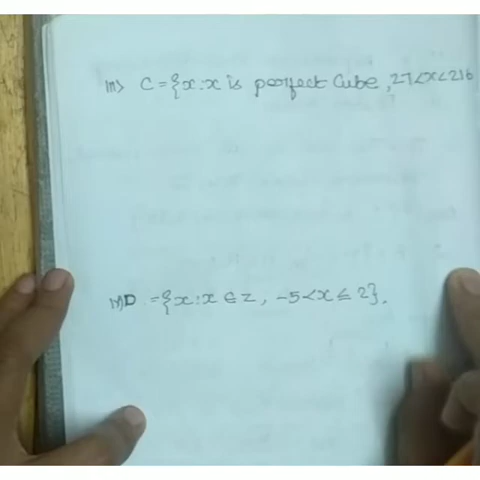 iii) C = {x:x is perfect Cube, 27<x<216
iv) D = {x:x ∈ z, -5<x ≤ 2}.